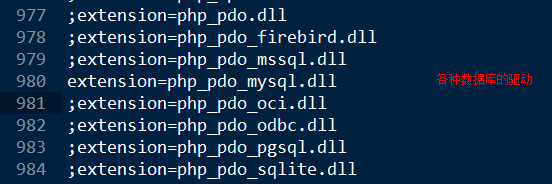 977 ;extension=php_pdo.dll
978 ;extension=php_pdo_firebird.dll
979 ;extension=php_pdo_mssql.dll
980 extension=php_pdo_mysql.dll 各种数据库的驱动
981 ;extension=php_pdo_oci.dll
982 ;extension=php_pdo_odbc.dll
983 ;extension=php_pdo_pgsql.dll
984 ;extension=php_pdo_sqlite.dll